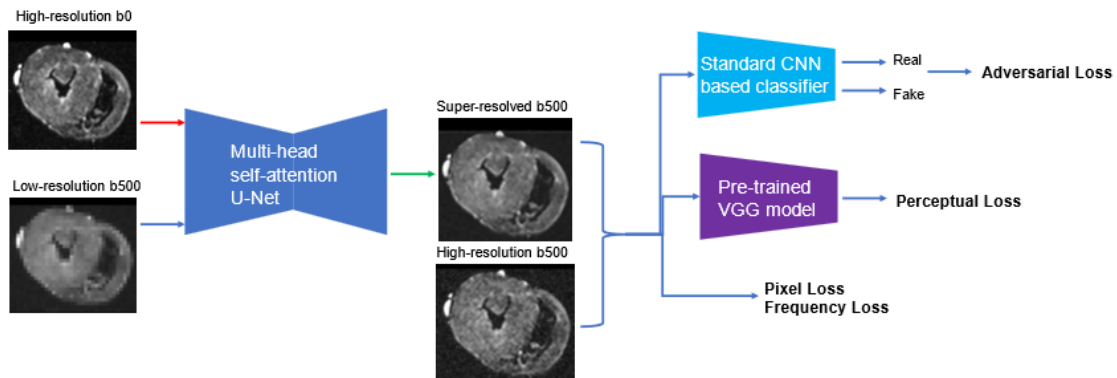 High-resolution b0
Low-resolution b500
Multi-head
self-attention
U-Net
Super-resolved b500
High-resolution b500
Standard CNN
based classifier
Real
Fake
Adversarial Loss
Pre-trained
VGG model
Perceptual Loss
Pixel Loss
Frequency Loss